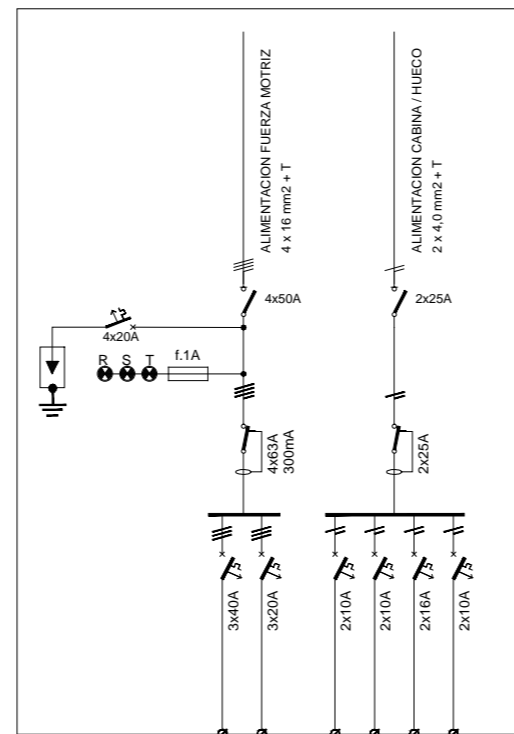 ALIMENTACION FUERZA MOTRIZ
4 x 16 mm2 + T
ALIMENTACION CABINA / HUECO
2 x 4,0 mm2 + T
4x50A
2x25A
4x20A
R S T
f.1A
4x63A
300mA
2x25A
3x40A
3x20A
2x10A
2x10A
2x16A
2x10A